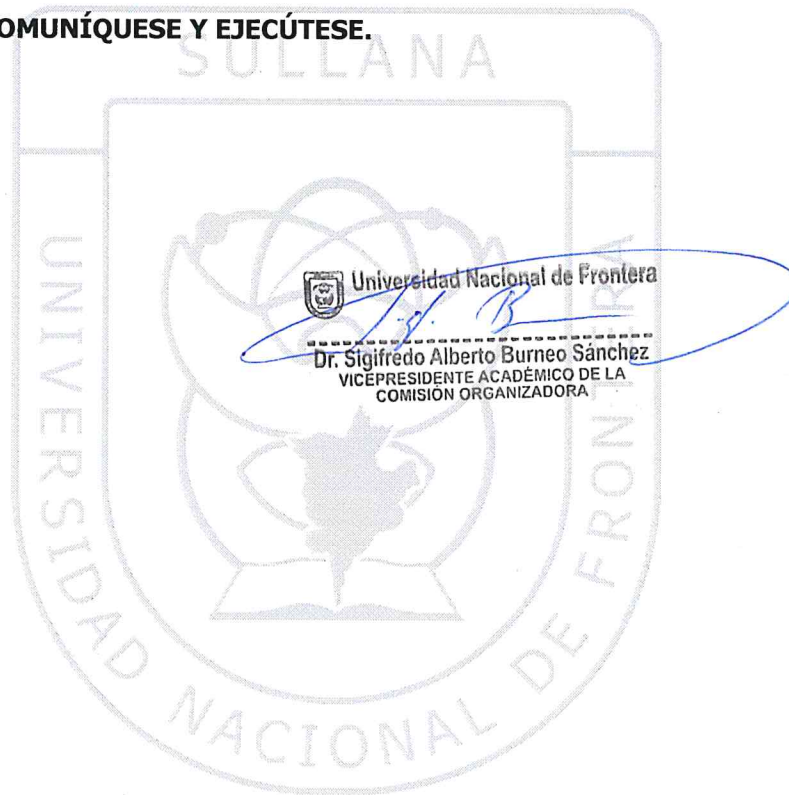 OMUNÍQUESE Y EJECÚTESE.
SULLANA
UNIVERSIDAD NACIONAL DE FRONTERA
Universidad Nacional de Frontera
Dr. Sigifredo Alberto Burneo Sánchez
VICEPRESIDENTE ACADÉMICO DE LA
COMISIÓN ORGANIZADORA